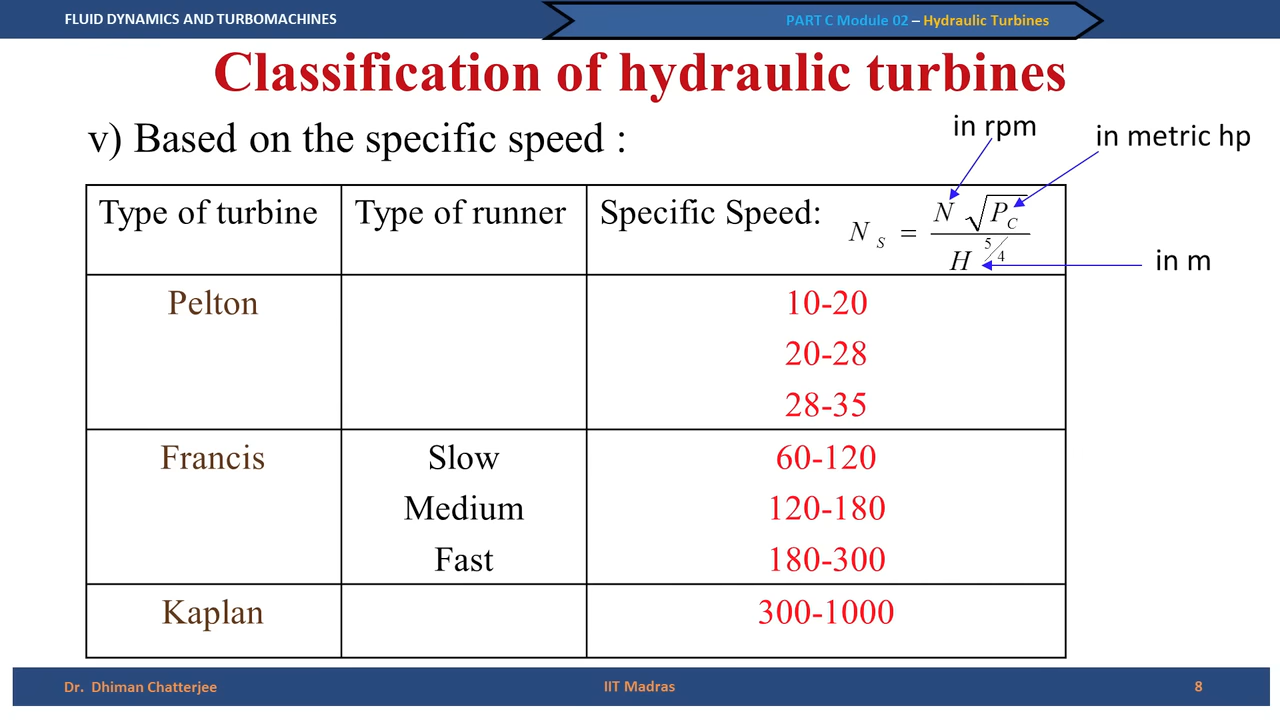 FLUID DYNAMICS AND TURBOMACHINES
PART C Module 02 – Hydraulic Turbines
Classification of hydraulic turbines
v) Based on the specific speed :
in rpm
in metric hp
Type of turbine Type of runner Specific Speed: N_S = N √P_C / H^5/4
in m
Pelton 10-20
20-28
28-35
Francis Slow 60-120
Medium 120-180
Fast 180-300
Kaplan 300-1000
Dr. Dhiman Chatterjee IIT Madras 8